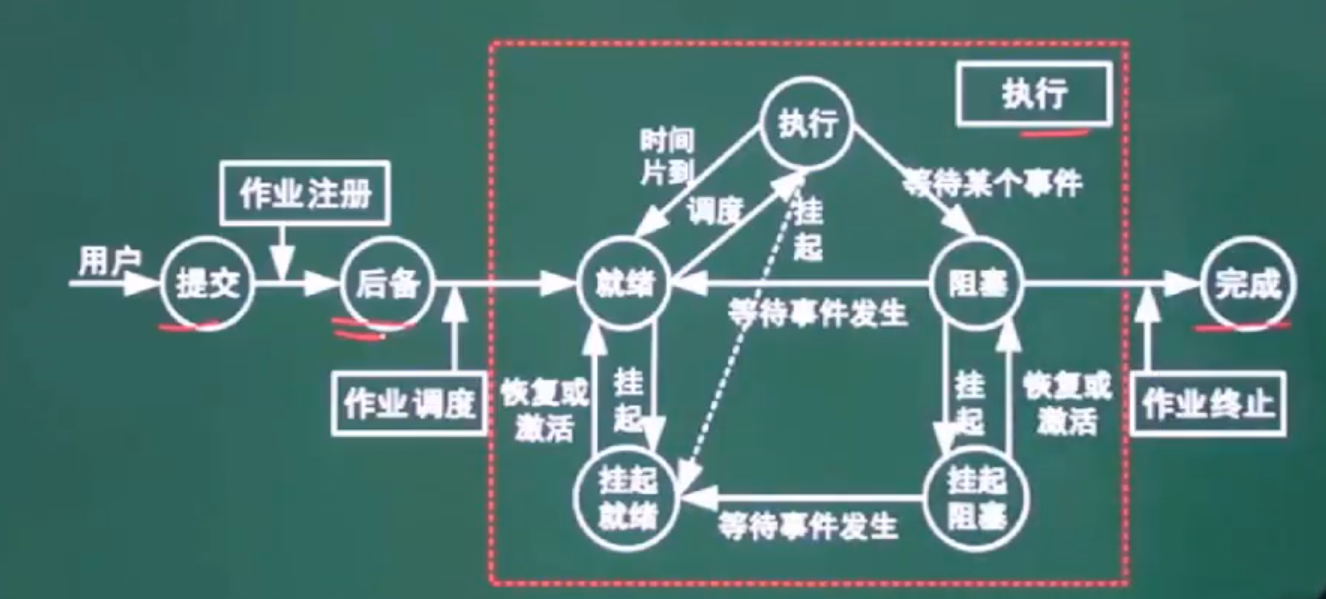 执行
执行
时间
片到
等待某个事件
作业注册
调度
挂
起
用户
提交
后备
就绪
阻塞
完成
等待事件发生
作业调度
恢复或
激活
挂
起
挂
起
恢复或
激活
作业终止
挂起
就绪
挂起
阻塞
等待事件发生